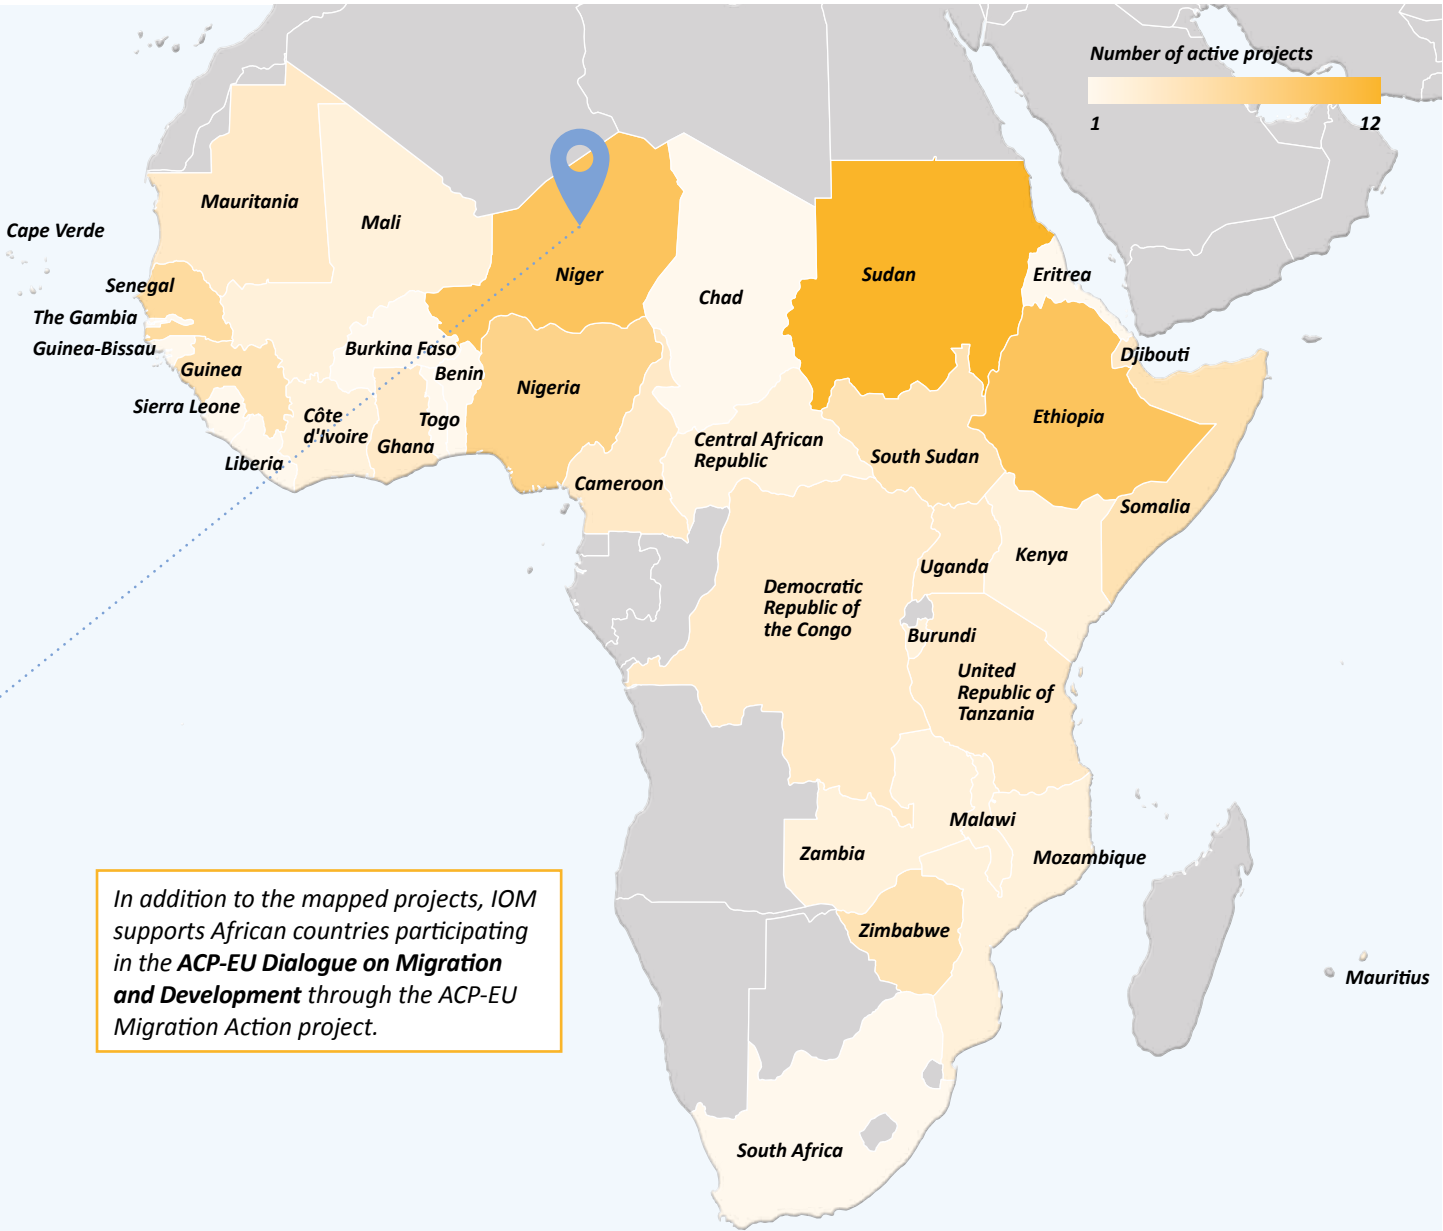 Number of active projects
1 12
Mauritania
Mali
Cape Verde
Niger
Sudan
Eritrea
Senegal
Chad
The Gambia
Guinea-Bissau
Burkina Faso
Djibouti
Guinea
Benin
Nigeria
Sierra Leone
Côte
d'Ivoire
Togo
Ghana
Ethiopia
Central African
Republic
South Sudan
Liberia
Cameroon
Somalia
Kenya
Uganda
Democratic
Republic of
the Congo
Burundi
United
Republic of
Tanzania
Malawi
Zambia
Mozambique
Zimbabwe
Mauritius
South Africa
In addition to the mapped projects, IOM
supports African countries participating
in the ACP-EU Dialogue on Migration
and Development through the ACP-EU
Migration Action project.